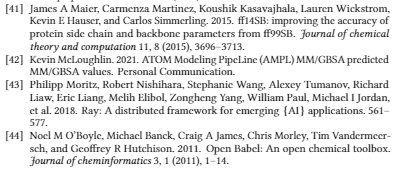 [41] James A Maier, Carmenza Martinez, Koushik Kasavajhala, Lauren Wickstrom,
Kevin E Hauser, and Carlos Simmerling. 2015. ff14SB: improving the accuracy of
protein side chain and backbone parameters from ff99SB. Journal of chemical
theory and computation 11, 8 (2015), 3696–3713.
[42] Kevin McLoughlin. 2021. ATOM Modeling PipeLine (AMPL) MM/GBSA predicted
MM/GBSA values. Personal Communication.
[43] Philipp Moritz, Robert Nishihara, Stephanie Wang, Alexey Tumanov, Richard
Liaw, Eric Liang, Melih Elibol, Zongheng Yang, William Paul, Michael I Jordan,
et al. 2018. Ray: A distributed framework for emerging {AI} applications. 561–
577.
[44] Noel M O'Boyle, Michael Banck, Craig A James, Chris Morley, Tim Vandermeer-
sch, and Geoffrey R Hutchison. 2011. Open Babel: An open chemical toolbox.
Journal of cheminformatics 3, 1 (2011), 1–14.